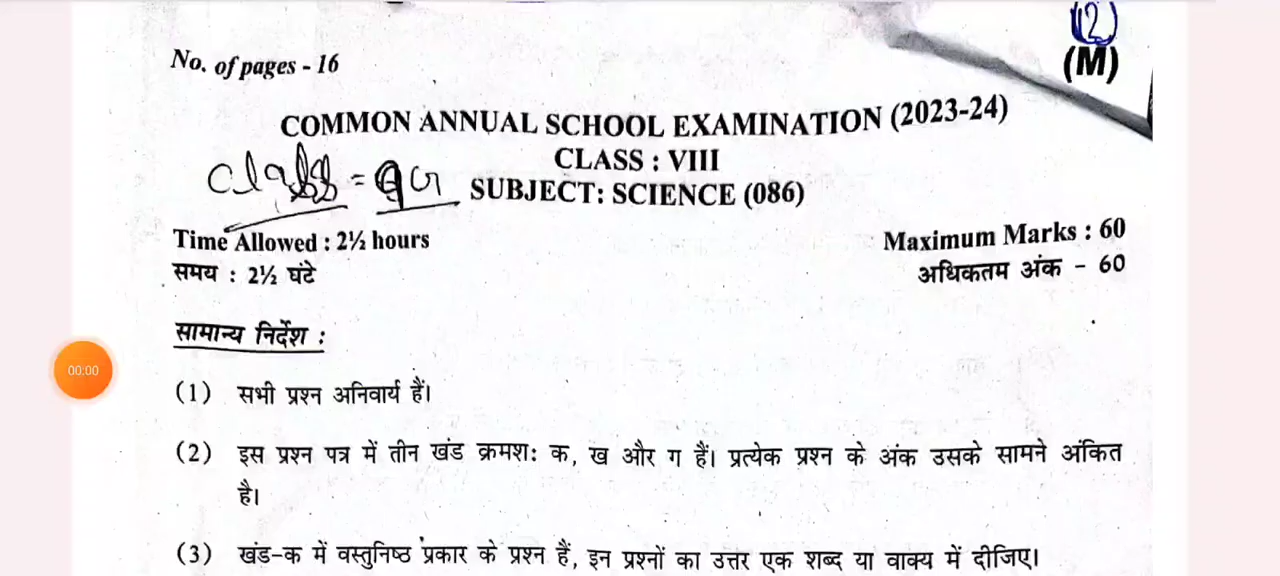 (12)
No. of pages - 16
(M)
COMMON ANNUAL SCHOOL EXAMINATION (2023-24)
CLASS : VIII
Class =
SUBJECT: SCIENCE (086)
Time Allowed : 2½ hours
Maximum Marks : 60
समय : 2½ घंटे
अधिकतम अंक - 60
सामान्य निर्देश :
00:00
(1) सभी प्रश्न अनिवार्य हैं।
(2) इस प्रश्न पत्र में तीन खंड क्रमशः क, ख और ग हैं। प्रत्येक प्रश्न के अंक उसके सामने अंकित
है।
(3) खंड-क में वस्तुनिष्ठ प्रकार के प्रश्न हैं, इन प्रश्नों का उत्तर एक शब्द या वाक्य में दीजिए।